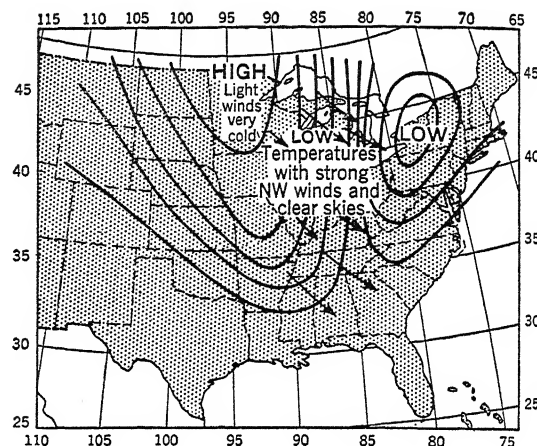 115 110 105 100 95 90 85 80 75 70 65
HIGH
Light
winds
very
cold
LOW
LOW
Temperatures
with strong
NW winds and
clear skies
45
40
35
30
25
45
40
35
30
25
110 105 100 95 90 85 80 75